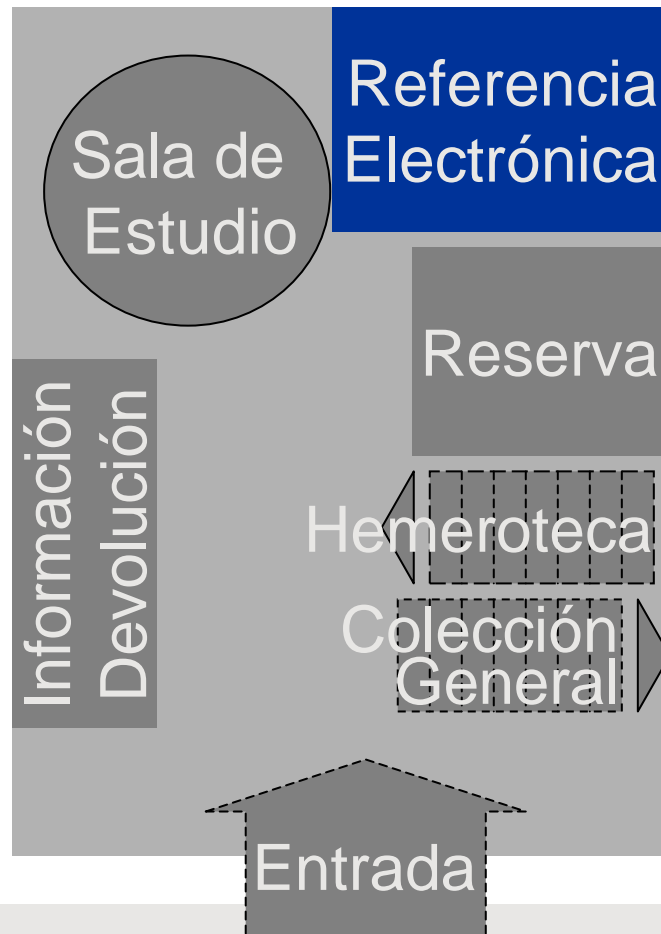 Referencia
Electrónica
Sala de
Estudio
Reserva
Información
Devolución
Hemeroteca
Colección
General
Entrada